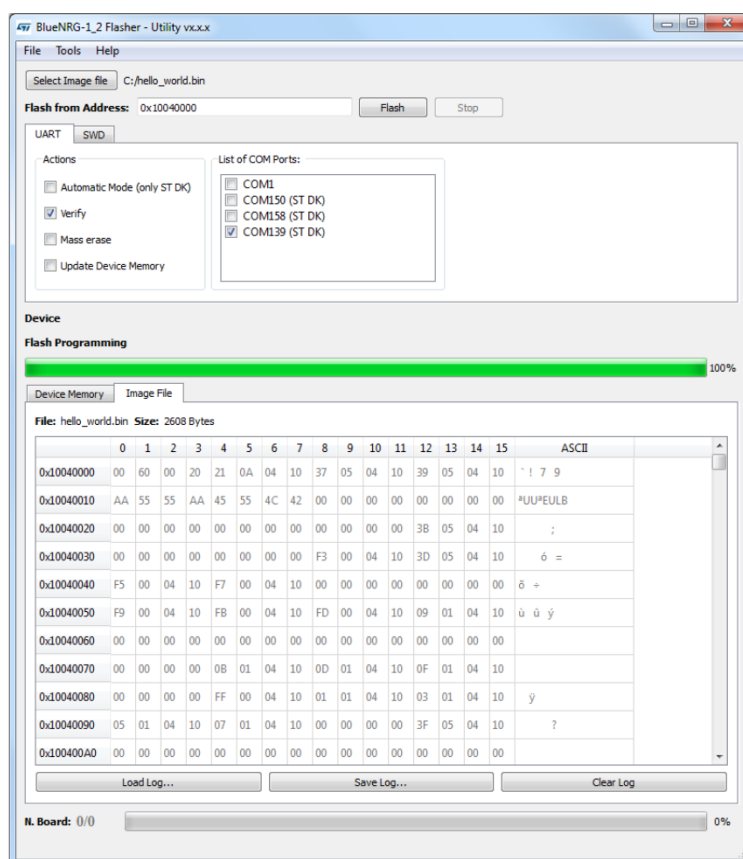 BlueNRG-1_2 Flasher - Utility vx.x.x
File Tools Help
Select Image file C:/hello_world.bin
Flash from Address: 0x10040000 Flash Stop
UART SWD
Actions
Automatic Mode (only ST DK)
Verify
Mass erase
Update Device Memory
List of COM Ports:
COM1
COM150 (ST DK)
COM158 (ST DK)
COM139 (ST DK)
Device
Flash Programming
100%
Device Memory Image File
File: hello_world.bin Size: 2608 Bytes
0 1 2 3 4 5 6 7 8 9 10 11 12 13 14 15 ASCII
0x10040000 00 60 00 20 21 0A 04 10 37 05 04 10 39 05 04 10 ` ! 7 9
0x10040010 AA 55 55 AA 45 55 4C 42 00 00 00 00 00 00 00 00 ªUUªEULB
0x10040020 00 00 00 00 00 00 00 00 00 00 00 00 3B 05 04 10 ;
0x10040030 00 00 00 00 00 00 00 00 F3 00 04 10 3D 05 04 10 ó =
0x10040040 F5 00 04 10 F7 00 04 10 00 00 00 00 00 00 00 00 õ ÷
0x10040050 F9 00 04 10 FB 00 04 10 FD 00 04 10 09 01 04 10 ù û ý
0x10040060 00 00 00 00 00 00 00 00 00 00 00 00 00 00 00 00
0x10040070 00 00 00 00 0B 01 04 10 0D 01 04 10 0F 01 04 10
0x10040080 00 00 00 00 FF 00 04 10 01 01 04 10 03 01 04 10 ÿ
0x10040090 05 01 04 10 07 01 04 10 00 00 00 00 3F 05 04 10 ?
0x100400A0 00 00 00 00 00 00 00 00 00 00 00 00 00 00 00 00
Load Log... Save Log... Clear Log
N. Board: 0/0 0%